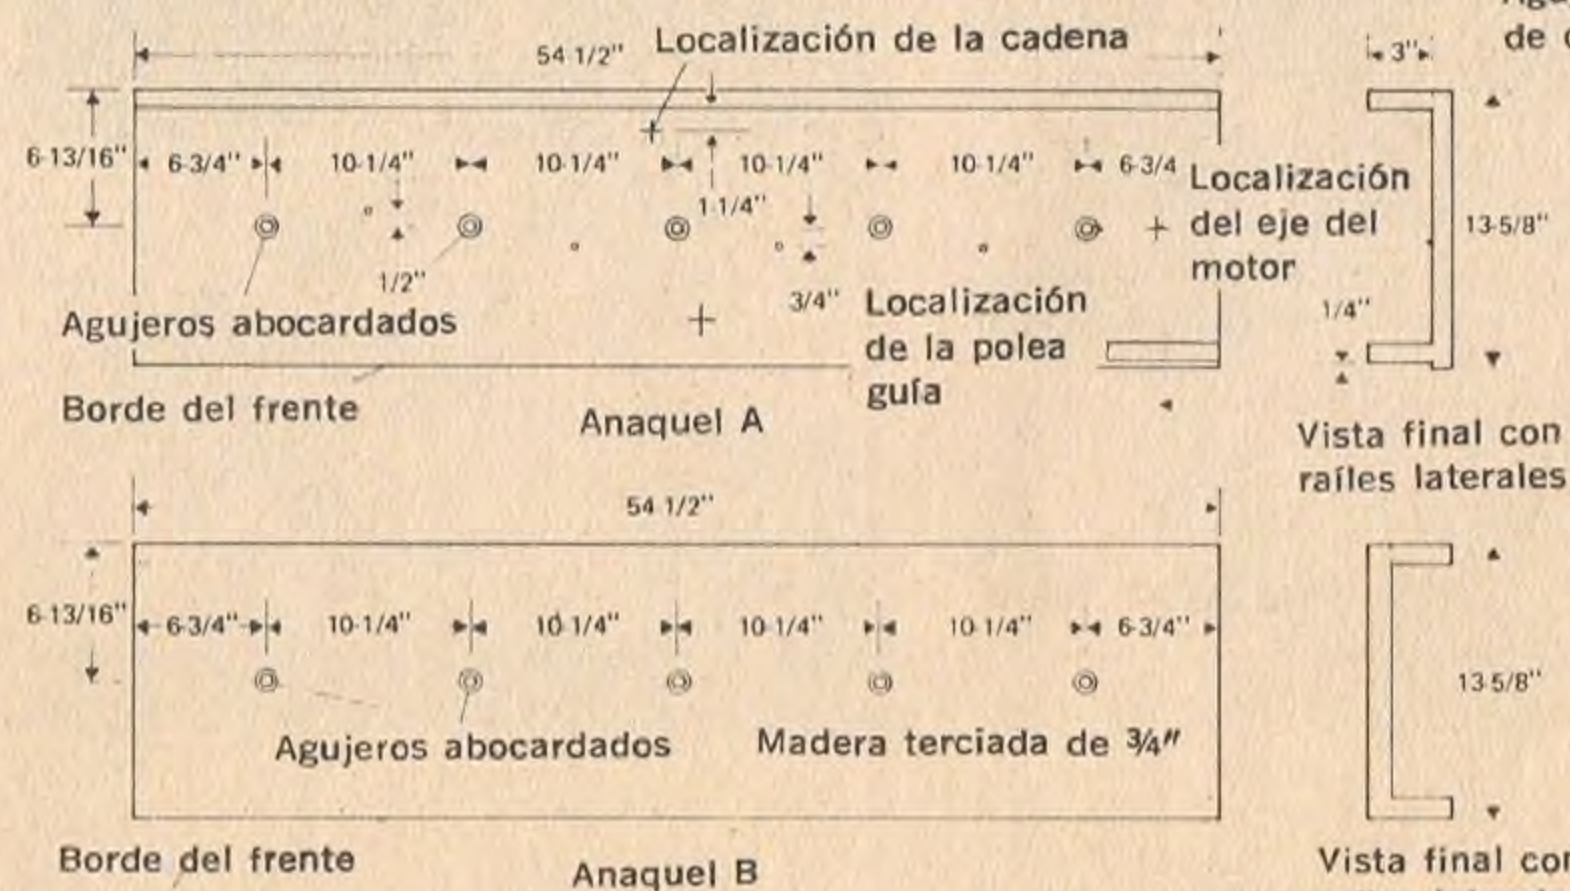 54 1/2"
Localización de la cadena
3"
de
6-13/16"
6-3/4"
10-1/4"
10-1/4"
10-1/4"
10-1/4"
6-3/4
Localización
del eje del
motor
1-1/4"
13-5/8"
1/2"
3/4"
1/4"
Agujeros abocardados
Localización
de la polea
guía
Borde del frente
Anaquel A
Vista final con
raíles laterales
54 1/2"
6-13/16"
6-3/4"
10-1/4"
10 1/4"
10-1/4"
10 1/4"
6-3/4"
13 5/8"
Agujeros abocardados
Madera terciada de 3/4"
Borde del frente
Anaquel B
Vista final